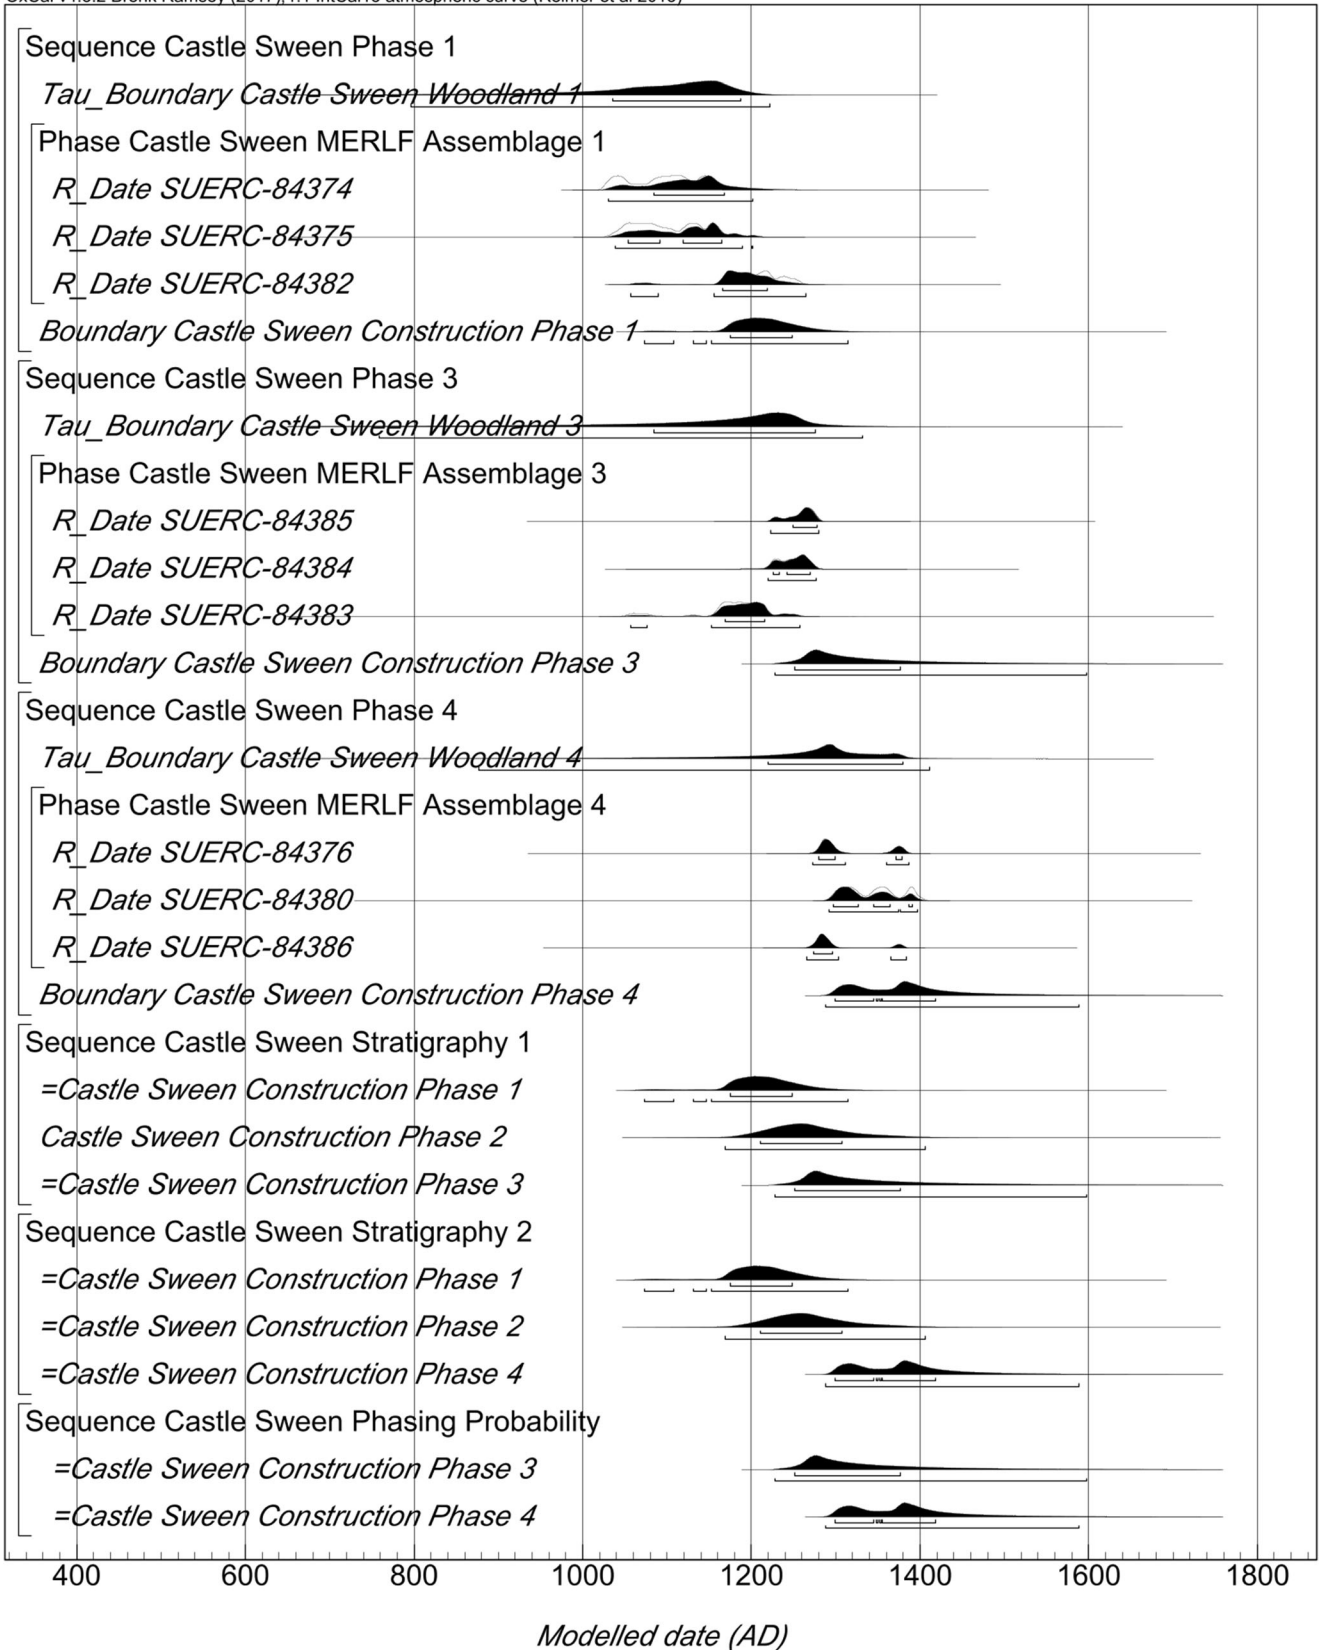 Sequence Castle Sween Phase 1
Tau_Boundary Castle Sween Woodland 1
Phase Castle Sween MERLF Assemblage 1
R_Date SUERC-84374
R_Date SUERC-84375
R_Date SUERC-84382
Boundary Castle Sween Construction Phase 1
Sequence Castle Sween Phase 3
Tau_Boundary Castle Sween Woodland 3
Phase Castle Sween MERLF Assemblage 3
R_Date SUERC-84385
R_Date SUERC-84384
R_Date SUERC-84383
Boundary Castle Sween Construction Phase 3
Sequence Castle Sween Phase 4
Tau_Boundary Castle Sween Woodland 4
Phase Castle Sween MERLF Assemblage 4
R_Date SUERC-84376
R_Date SUERC-84380
R_Date SUERC-84386
Boundary Castle Sween Construction Phase 4
Sequence Castle Sween Stratigraphy 1
=Castle Sween Construction Phase 1
Castle Sween Construction Phase 2
=Castle Sween Construction Phase 3
Sequence Castle Sween Stratigraphy 2
=Castle Sween Construction Phase 1
=Castle Sween Construction Phase 2
=Castle Sween Construction Phase 4
Sequence Castle Sween Phasing Probability
=Castle Sween Construction Phase 3
=Castle Sween Construction Phase 4
400 600 800 1000 1200 1400 1600 1800
Modelled date (AD)